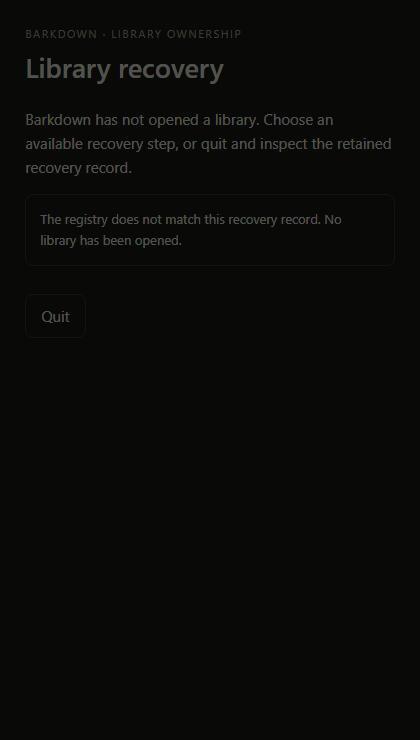 BARKDOWN · LIBRARY OWNERSHIP
Library recovery
Barkdown has not opened a library. Choose an
available recovery step, or quit and inspect the retained
recovery record.
The registry does not match this recovery record. No
library has been opened.
Quit